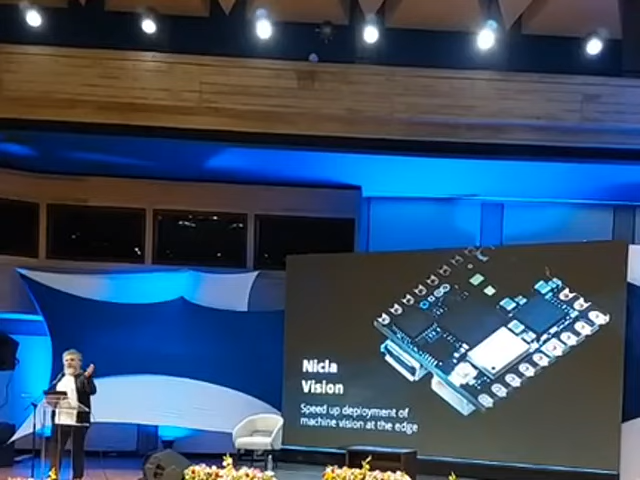 Nicla
Vision
Speed up deployment of
machine vision at the edge